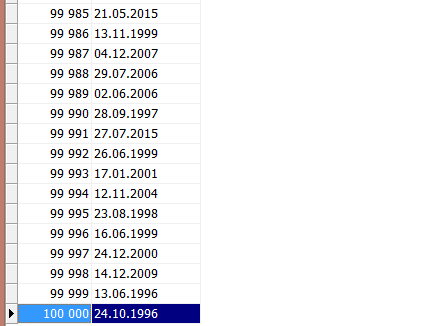 99 985 21.05.2015
99 986 13.11.1999
99 987 04.12.2007
99 988 29.07.2006
99 989 02.06.2006
99 990 28.09.1997
99 991 27.07.2015
99 992 26.06.1999
99 993 17.01.2001
99 994 12.11.2004
99 995 23.08.1998
99 996 16.06.1999
99 997 24.12.2000
99 998 14.12.2009
99 999 13.06.1996
100 000 24.10.1996